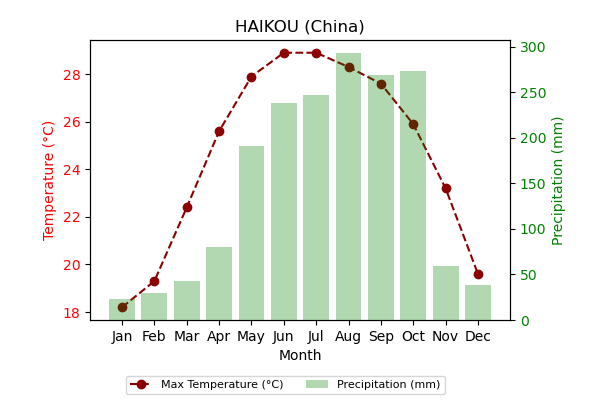 HAIKOU (China)
Temperature (°C)
28
26
24
22
20
18
300
250
200
150
100
50
0
Precipitation (mm)
Jan Feb Mar Apr May Jun Jul Aug Sep Oct Nov Dec
Month
Max Temperature (°C) Precipitation (mm)